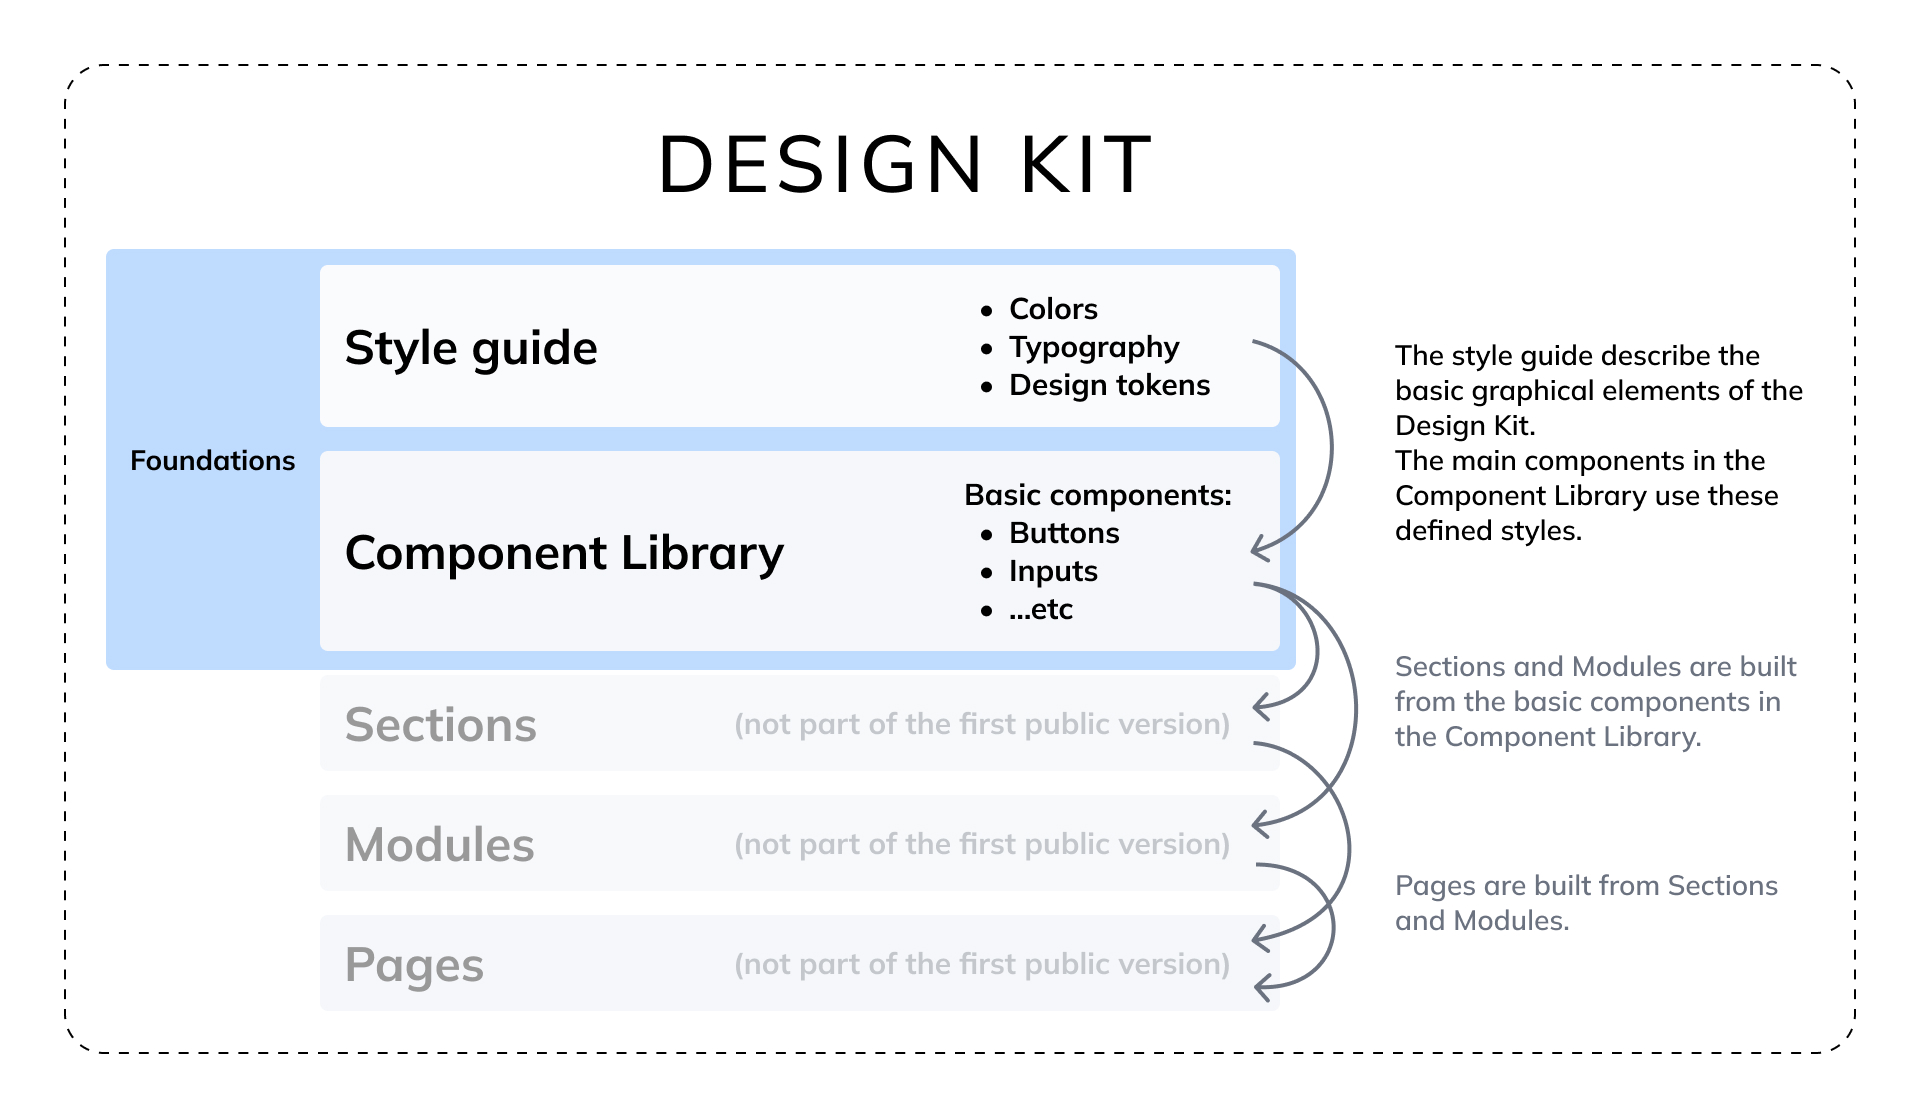 DESIGN KIT
Foundations
Style guide
• Colors
• Typography
• Design tokens
Component Library
Basic components:
• Buttons
• Inputs
• ...etc
Sections
(not part of the first public version)
Modules
(not part of the first public version)
Pages
(not part of the first public version)
The style guide describe the
basic graphical elements of the
Design Kit.
The main components in the
Component Library use these
defined styles.
Sections and Modules are built
from the basic components in
the Component Library.
Pages are built from Sections
and Modules.